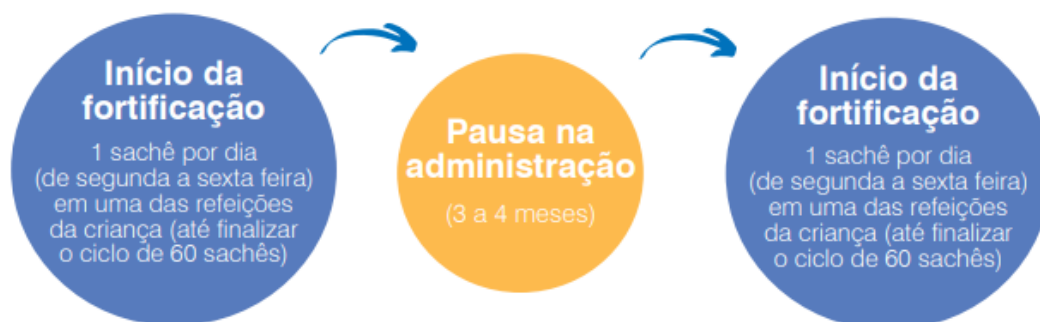 Início da
fortificação
1 sachê por dia
(de segunda a sexta feira)
em uma das refeições
da criança (até finalizar
o ciclo de 60 sachês)
Pausa na
administração
(3 a 4 meses)
Início da
fortificação
1 sachê por dia
(de segunda a sexta feira)
em uma das refeições
da criança (até finalizar
o ciclo de 60 sachês)